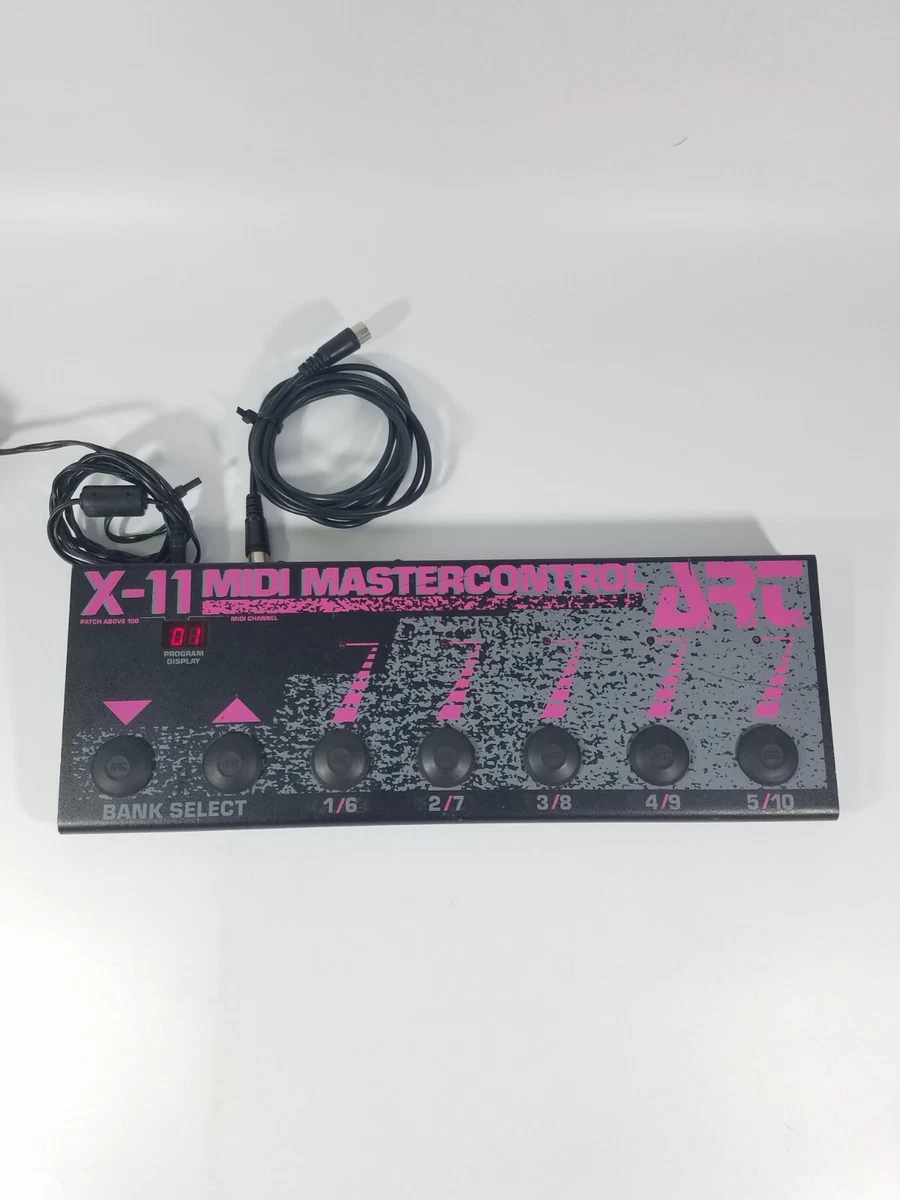 X-11 MIDI MASTERCONTROL ART
PATCH ABOVE 100
MIDI CHANNEL
01
PROGRAM
DISPLAY
BANK SELECT
1/6
2/7
3/8
4/9
5/10